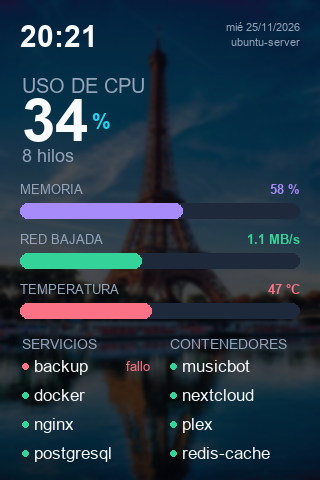 20:21
mié 25/11/2026
ubuntu-server
USO DE CPU
34 %
8 hilos
MEMORIA 58 %
RED BAJADA 1.1 MB/s
TEMPERATURA 47 °C
SERVICIOS
backup fallo
docker
nginx
postgresql
CONTENEDORES
musicbot
nextcloud
plex
redis-cache